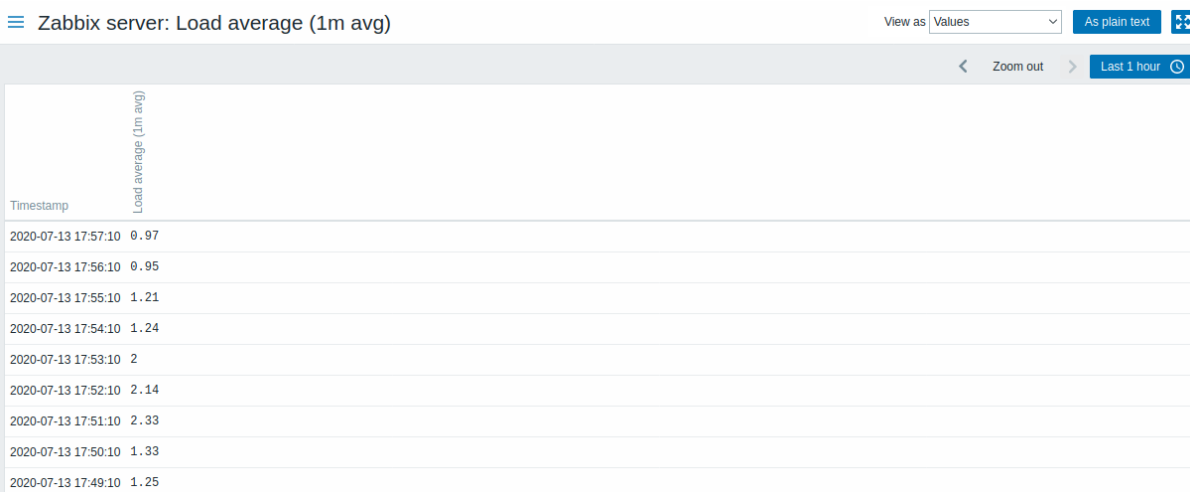 Zabbix server: Load average (1m avg)
View as Values As plain text
Zoom out Last 1 hour
Timestamp Load average (1m avg)
2020-07-13 17:57:10 0.97
2020-07-13 17:56:10 0.95
2020-07-13 17:55:10 1.21
2020-07-13 17:54:10 1.24
2020-07-13 17:53:10 2
2020-07-13 17:52:10 2.14
2020-07-13 17:51:10 2.33
2020-07-13 17:50:10 1.33
2020-07-13 17:49:10 1.25